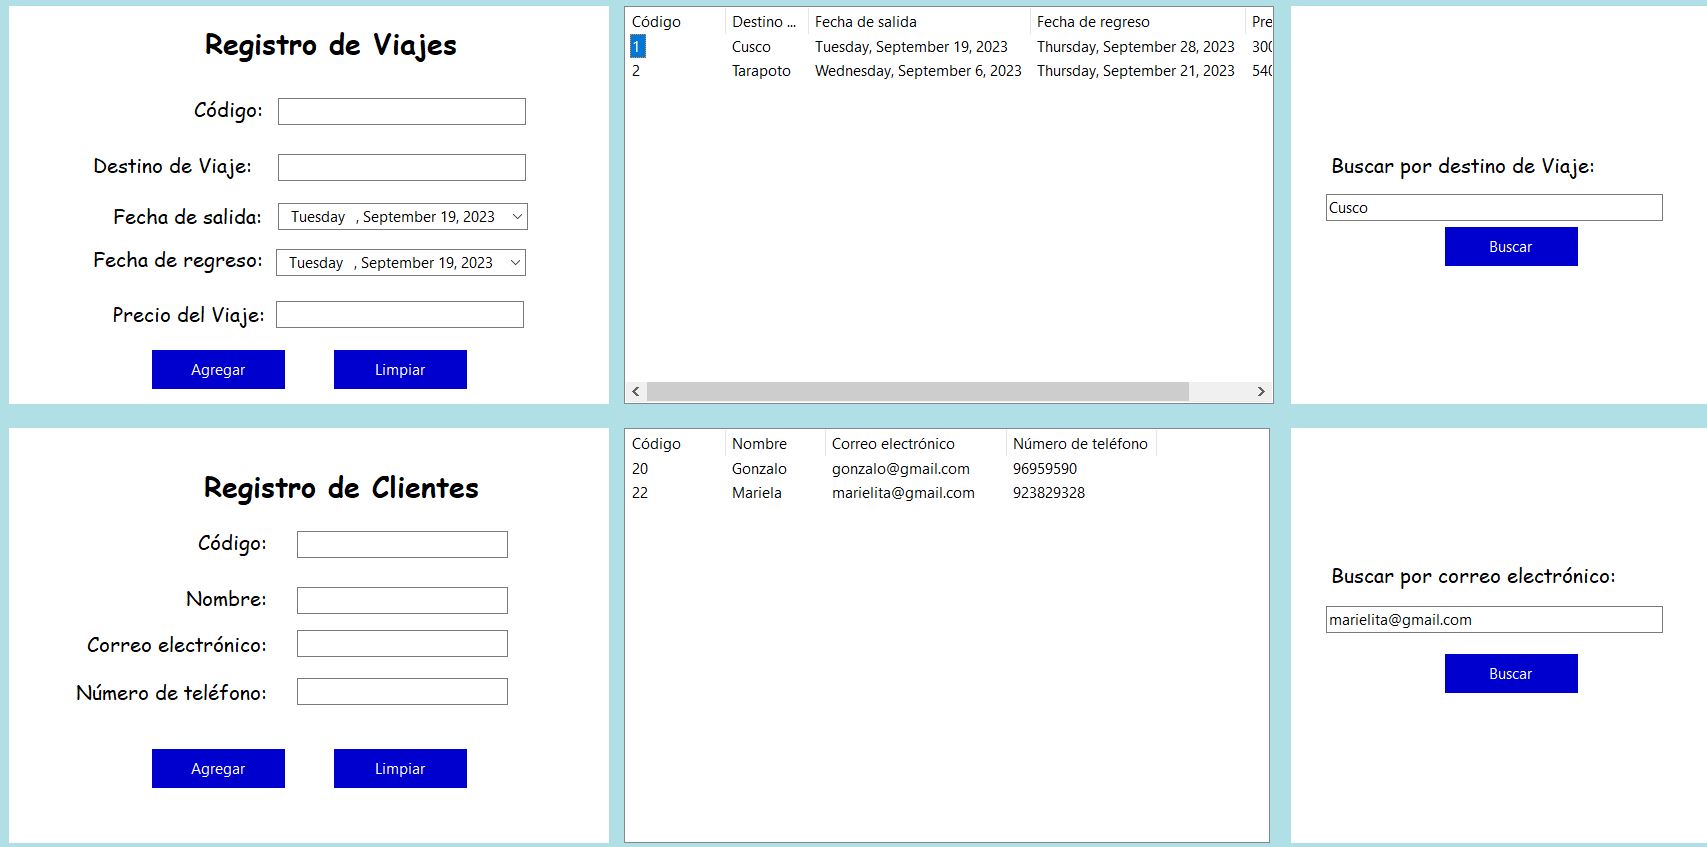 Registro de Viajes
Código:
Destino de Viaje:
Fecha de salida: Tuesday , September 19, 2023
Fecha de regreso: Tuesday , September 19, 2023
Precio del Viaje:
Agregar Limpiar
Código Destino ... Fecha de salida Fecha de regreso Pre
1 Cusco Tuesday, September 19, 2023 Thursday, September 28, 2023 300
2 Tarapoto Wednesday, September 6, 2023 Thursday, September 21, 2023 540
Buscar por destino de Viaje:
Cusco
Buscar
Registro de Clientes
Código:
Nombre:
Correo electrónico:
Número de teléfono:
Agregar Limpiar
Código Nombre Correo electrónico Número de teléfono
20 Gonzalo gonzalo@gmail.com 96959590
22 Mariela marielita@gmail.com 923829328
Buscar por correo electrónico:
marielita@gmail.com
Buscar